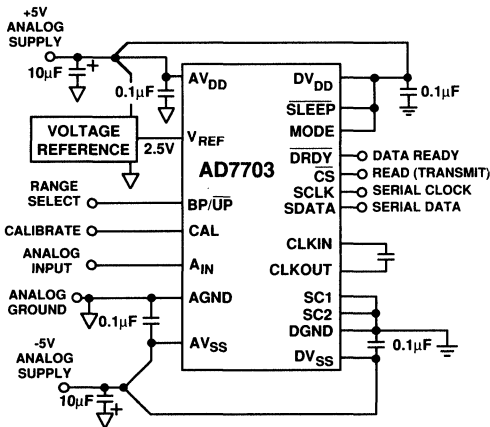 +5V
ANALOG
SUPPLY
10µF
+
0.1µF
AVDD
DVDD
0.1µF
SLEEP
MODE
VOLTAGE
REFERENCE
2.5V
VREF
AD7703
DRDY
DATA READY
CS
READ (TRANSMIT)
SCLK
SERIAL CLOCK
SDATA
SERIAL DATA
RANGE
SELECT
BP/UP
CALIBRATE
CAL
ANALOG
INPUT
AIN
CLKIN
CLKOUT
ANALOG
GROUND
AGND
0.1µF
AVSS
SC1
SC2
DGND
DVSS
0.1µF
-5V
ANALOG
SUPPLY
10µF
+